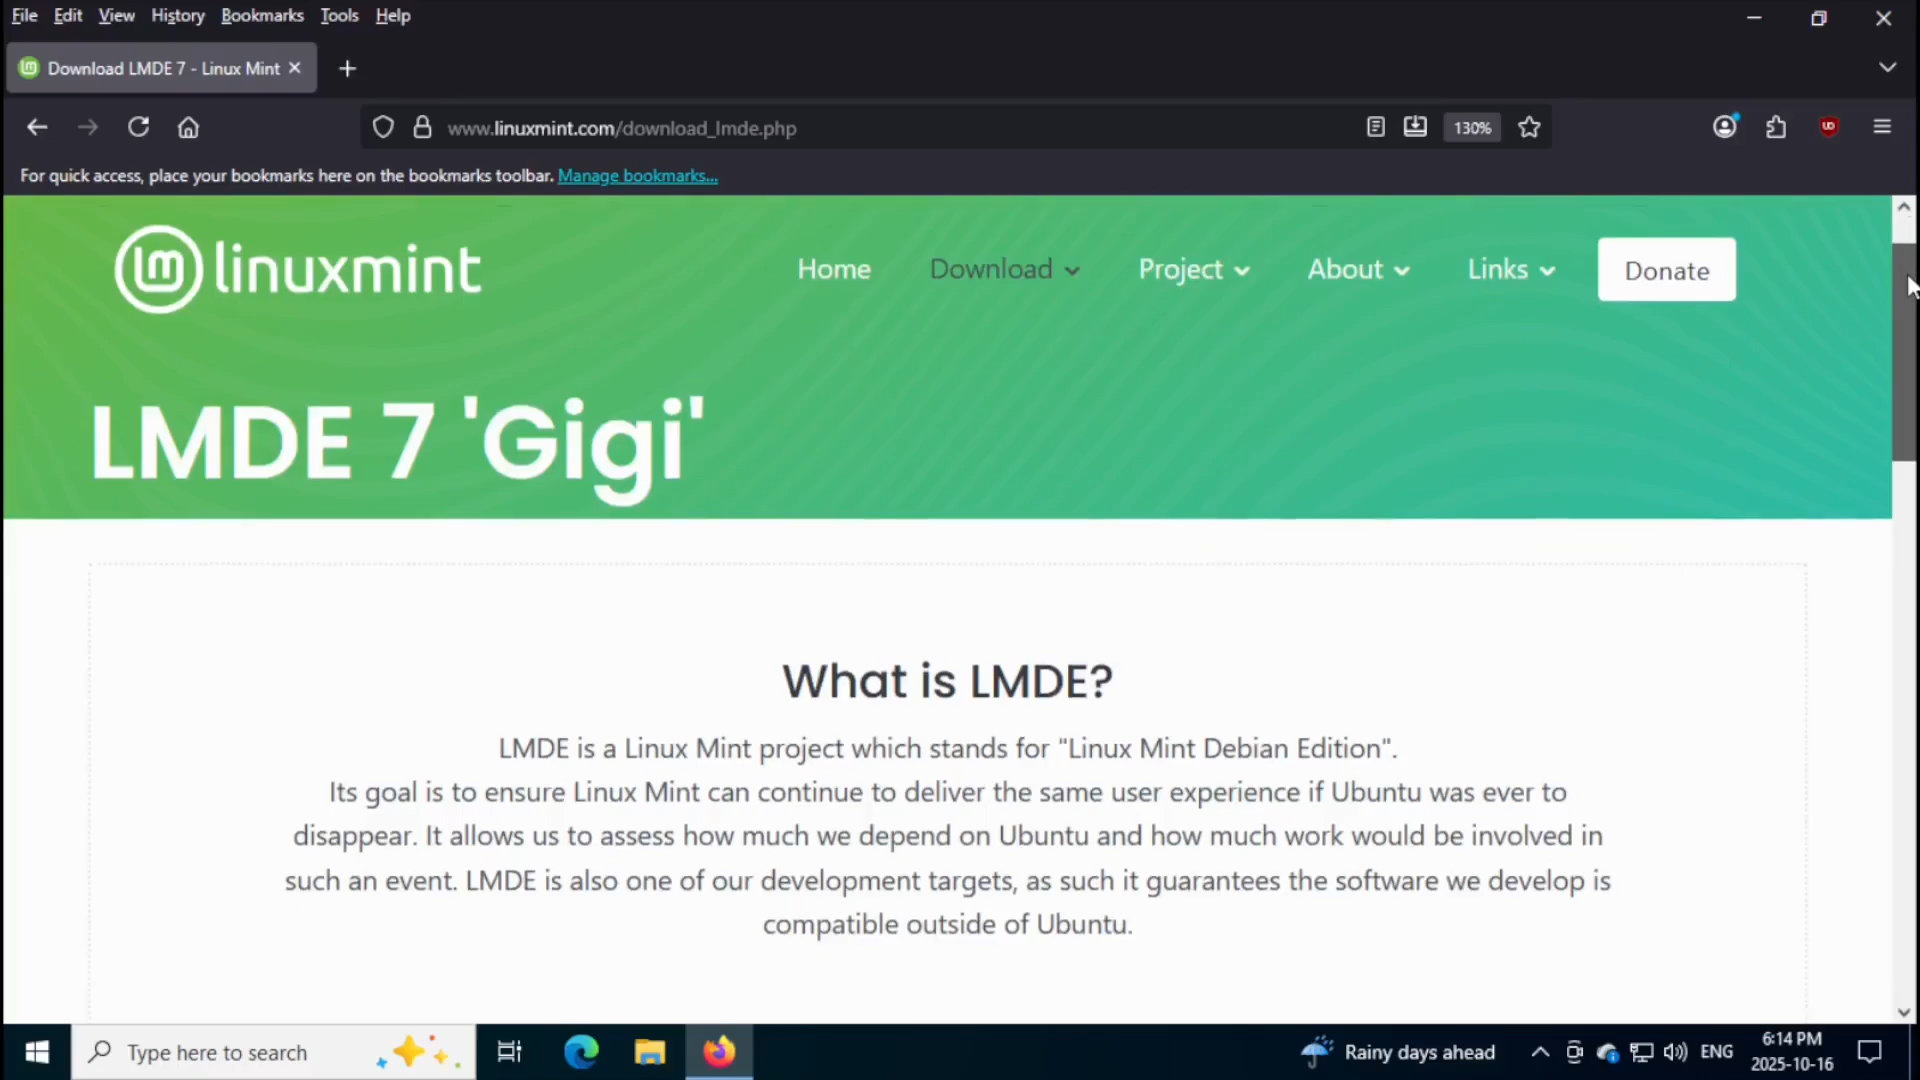 File Edit View History Bookmarks Tools Help
Download LMDE 7 - Linux Mint
www.linuxmint.com/download_lmde.php
130%
For quick access, place your bookmarks here on the bookmarks toolbar. Manage bookmarks...
lm linuxmint
Home Download Project About Links Donate
LMDE 7 'Gigi'
What is LMDE?
LMDE is a Linux Mint project which stands for "Linux Mint Debian Edition".
Its goal is to ensure Linux Mint can continue to deliver the same user experience if Ubuntu was ever to
disappear. It allows us to assess how much we depend on Ubuntu and how much work would be involved in
such an event. LMDE is also one of our development targets, as such it guarantees the software we develop is
compatible outside of Ubuntu.
Type here to search
Rainy days ahead
ENG
6:14 PM
2025-10-16